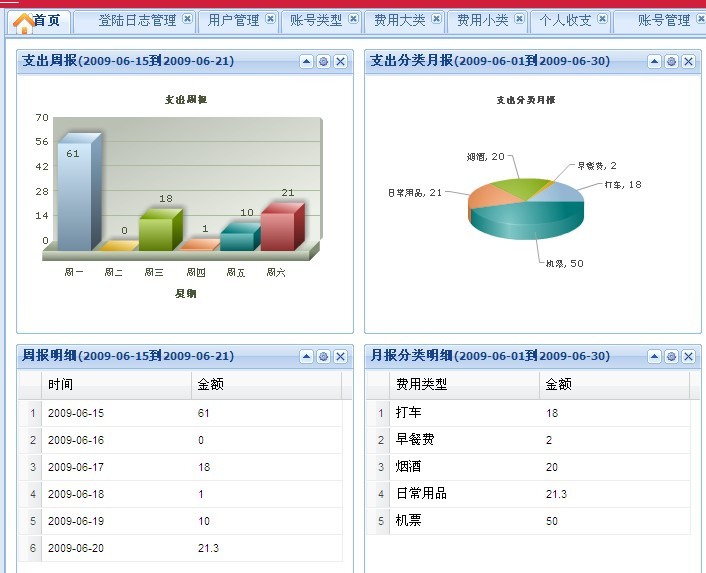 首页 登陆日志管理 用户管理 账号类型 费用大类 费用小类 个人收支 账号管理
支出周报(2009-06-15到2009-06-21)
支出周报
70
56
42
28
14
0
61
0
18
1
10
21
周一 周二 周三 周四 周五 周六
星期
支出分类月报(2009-06-01到2009-06-30)
支出分类月报
烟酒, 20
早餐费, 2
打车, 18
日常用品, 21
机票, 50
周报明细(2009-06-15到2009-06-21)
时间 金额
1 2009-06-15 61
2 2009-06-16 0
3 2009-06-17 18
4 2009-06-18 1
5 2009-06-19 10
6 2009-06-20 21.3
月报分类明细(2009-06-01到2009-06-30)
费用类型 金额
1 打车 18
2 早餐费 2
3 烟酒 20
4 日常用品 21.3
5 机票 50